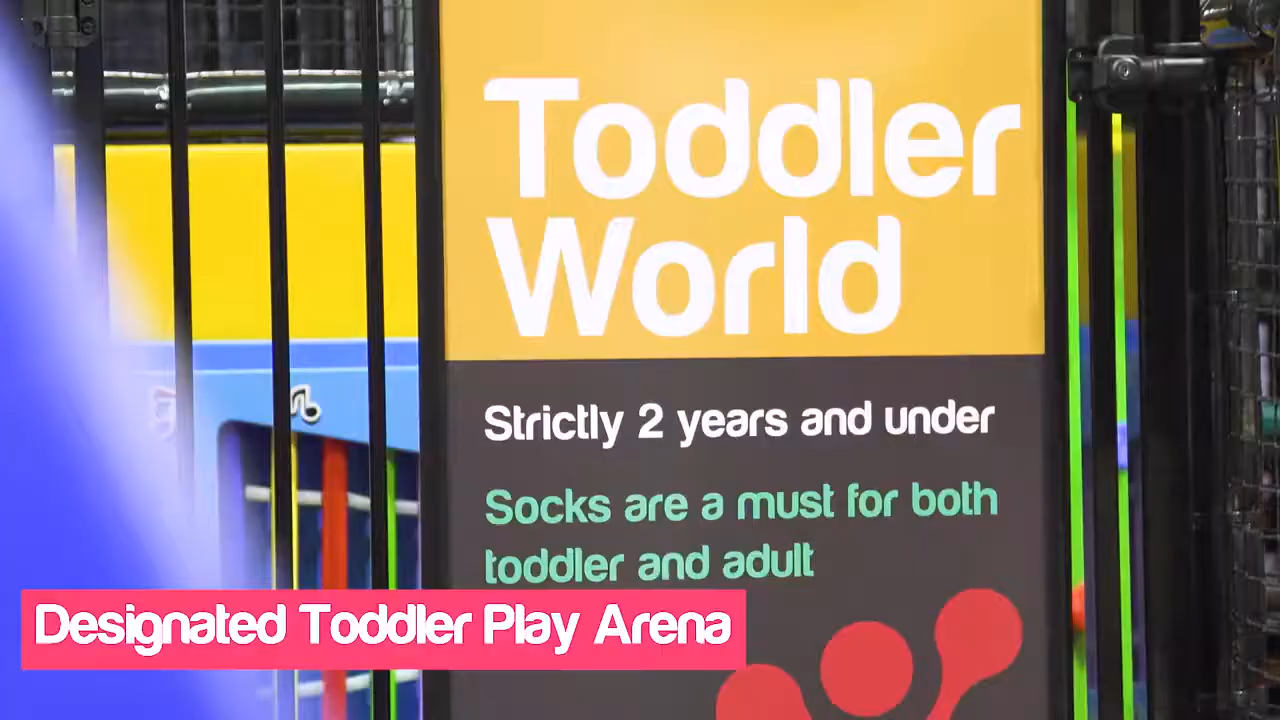 Toddler
World
Strictly 2 years and under
Socks are a must for both
toddler and adult
Designated Toddler Play Arena